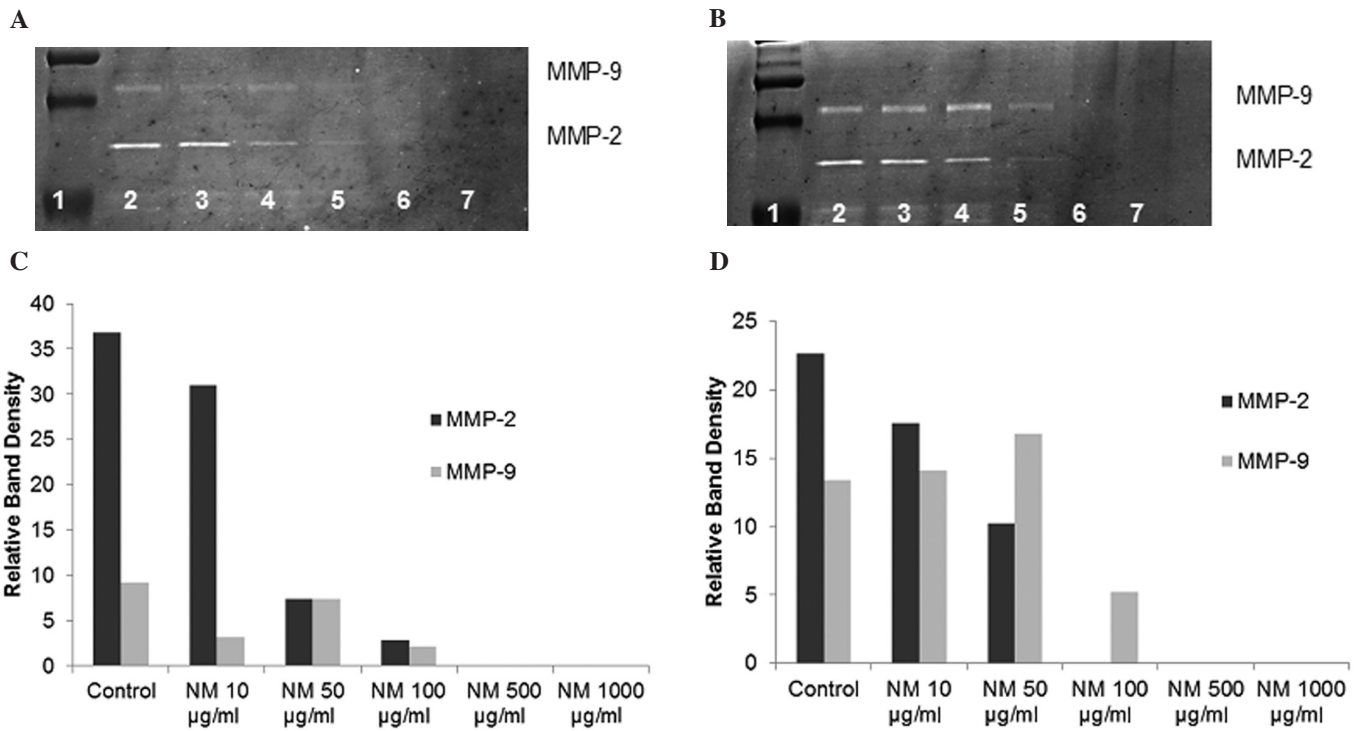 A
B
MMP-9
MMP-2
1 2 3 4 5 6 7
MMP-9
MMP-2
1 2 3 4 5 6 7
C
D
Relative Band Density
40
35
30
25
20
15
10
5
0
MMP-2
MMP-9
Control
NM 10
µg/ml
NM 50
µg/ml
NM 100
µg/ml
NM 500
µg/ml
NM 1000
µg/ml
Relative Band Density
25
20
15
10
5
0
MMP-2
MMP-9
Control
NM 10
µg/ml
NM 50
µg/ml
NM 100
µg/ml
NM 500
µg/ml
NM 1000
µg/ml